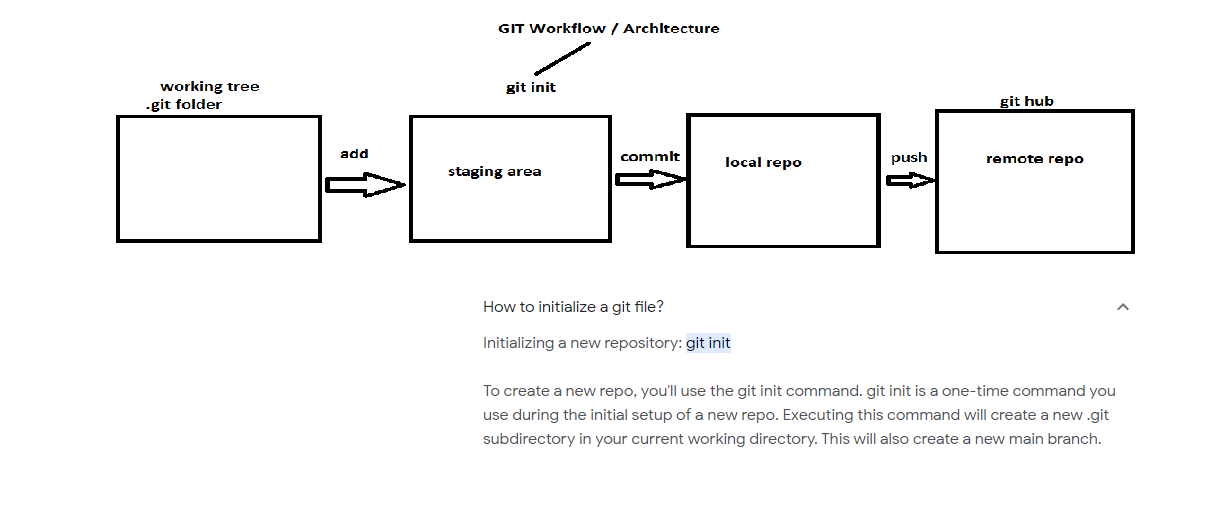 GIT Workflow / Architecture
git init
working tree
.git folder
git hub
add
staging area
commit
local repo
push
remote repo
How to initialize a git file?
Initializing a new repository: git init
To create a new repo, you'll use the git init command. git init is a one-time command you
use during the initial setup of a new repo. Executing this command will create a new .git
subdirectory in your current working directory. This will also create a new main branch.